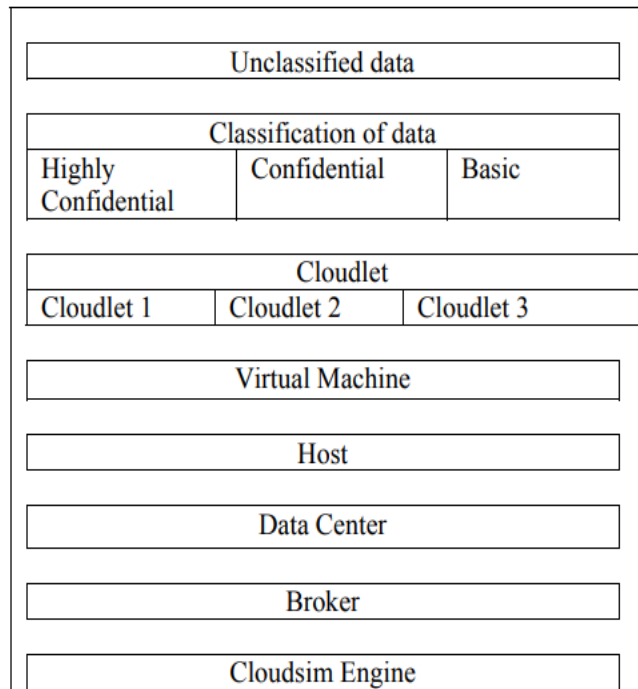 Unclassified data
Classification of data
Highly Confidential Basic
Confidential
Cloudlet
Cloudlet 1 Cloudlet 2 Cloudlet 3
Virtual Machine
Host
Data Center
Broker
Cloudsim Engine